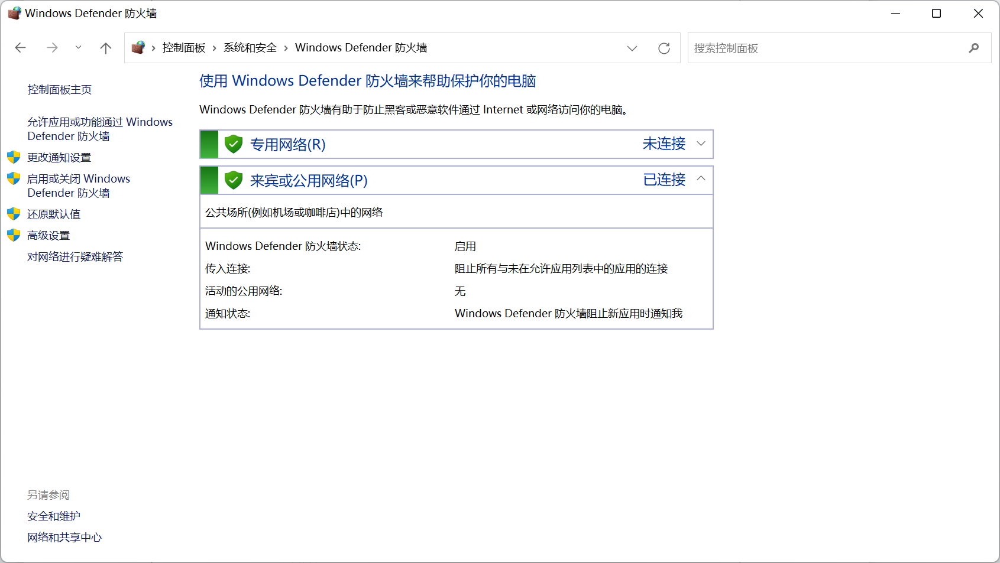 Windows Defender 防火墙
控制面板 › 系统和安全 › Windows Defender 防火墙
搜索控制面板
控制面板主页
允许应用或功能通过 Windows
Defender 防火墙
更改通知设置
启用或关闭 Windows
Defender 防火墙
还原默认值
高级设置
对网络进行疑难解答
另请参阅
安全和维护
网络和共享中心
使用 Windows Defender 防火墙来帮助保护你的电脑
Windows Defender 防火墙有助于防止黑客或恶意软件通过 Internet 或网络访问你的电脑。
专用网络(R) 未连接
来宾或公用网络(P) 已连接
公共场所(例如机场或咖啡店)中的网络
Windows Defender 防火墙状态: 启用
传入连接: 阻止所有与未在允许应用列表中的应用的连接
活动的公用网络: 无
通知状态: Windows Defender 防火墙阻止新应用时通知我